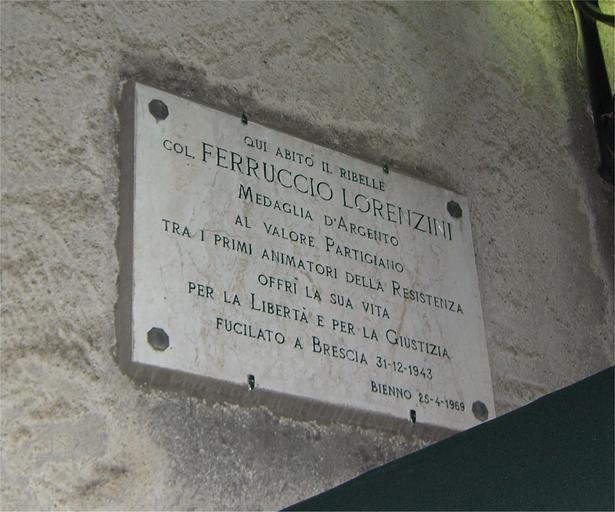 QUI ABITÒ IL RIBELLE
COL. FERRUCCIO LORENZINI
MEDAGLIA D'ARGENTO
AL VALORE PARTIGIANO
TRA I PRIMI ANIMATORI DELLA RESISTENZA
OFFRÌ LA SUA VITA
PER LA LIBERTÀ E PER LA GIUSTIZIA
FUCILATO A BRESCIA 31-12-1943
BIENNO 25-4-1969